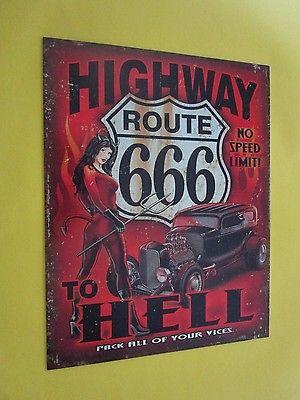 HIGHWAY
ROUTE
666
NO
SPEED
LIMIT!
TO
HELL
PACK ALL OF YOUR VICES